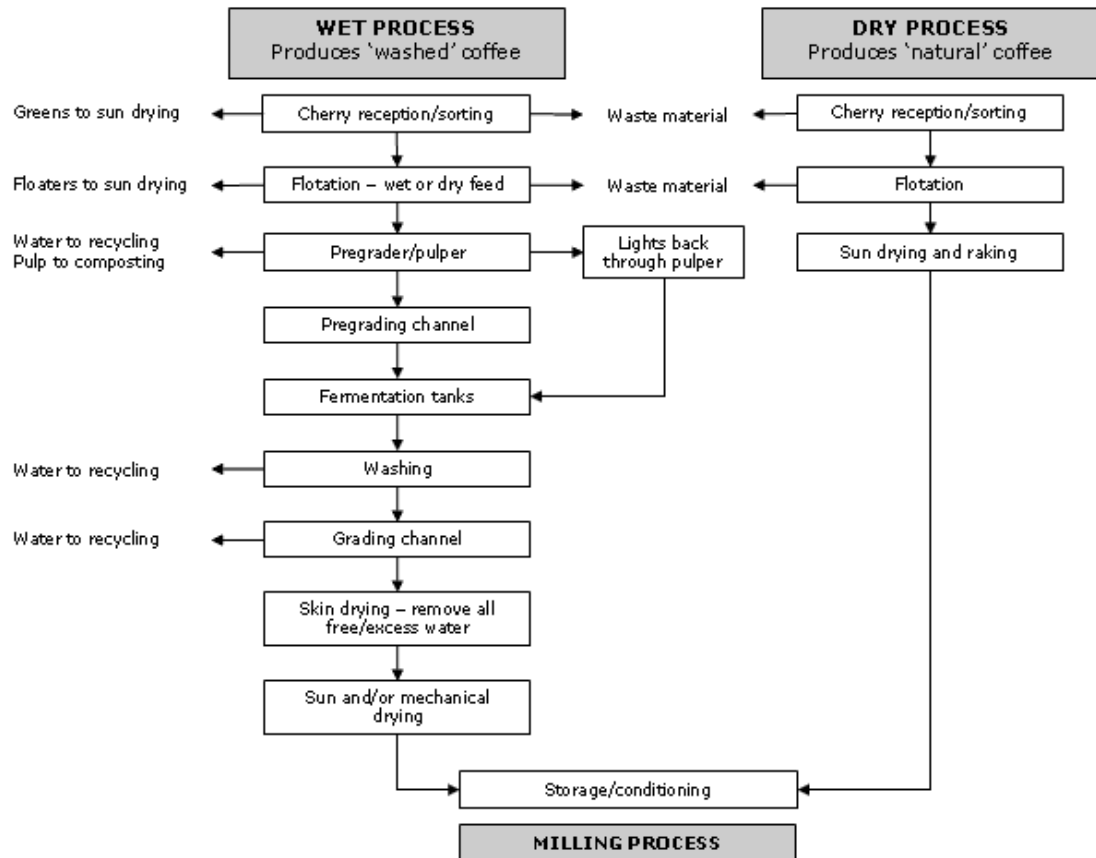 WET PROCESS
Produces ‘washed’ coffee
DRY PROCESS
Produces ‘natural’ coffee
Greens to sun drying
Cherry reception/sorting
Waste material
Cherry reception/sorting
Floaters to sun drying
Flotation – wet or dry feed
Waste material
Flotation
Water to recycling
Pulp to composting
Pregrader/pulper
Lights back
through pulper
Sun drying and raking
Pregrading channel
Fermentation tanks
Water to recycling
Washing
Water to recycling
Grading channel
Skin drying – remove all
free/excess water
Sun and/or mechanical
drying
Storage/conditioning
MILLING PROCESS